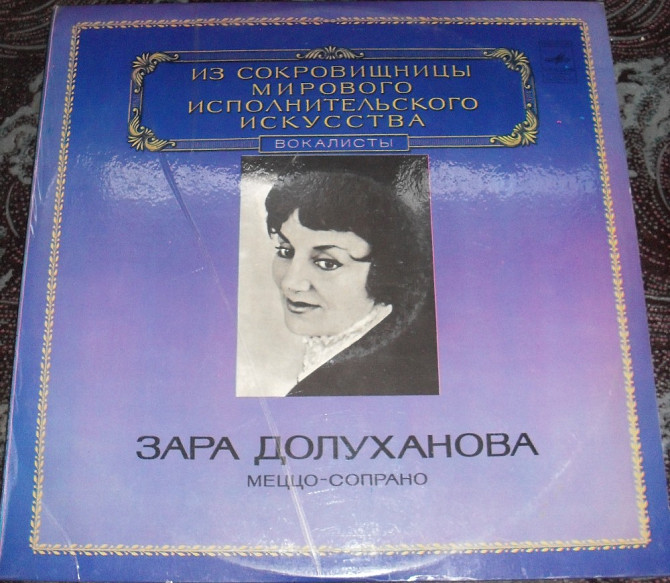 ИЗ СОКРОВИЩНИЦЫ
МИРОВОГО
ИСПОЛНИТЕЛЬСКОГО
ИСКУССТВА
ВОКАЛИСТЫ
ЗАРА ДОЛУХАНОВА
МЕЦЦО-СОПРАНО